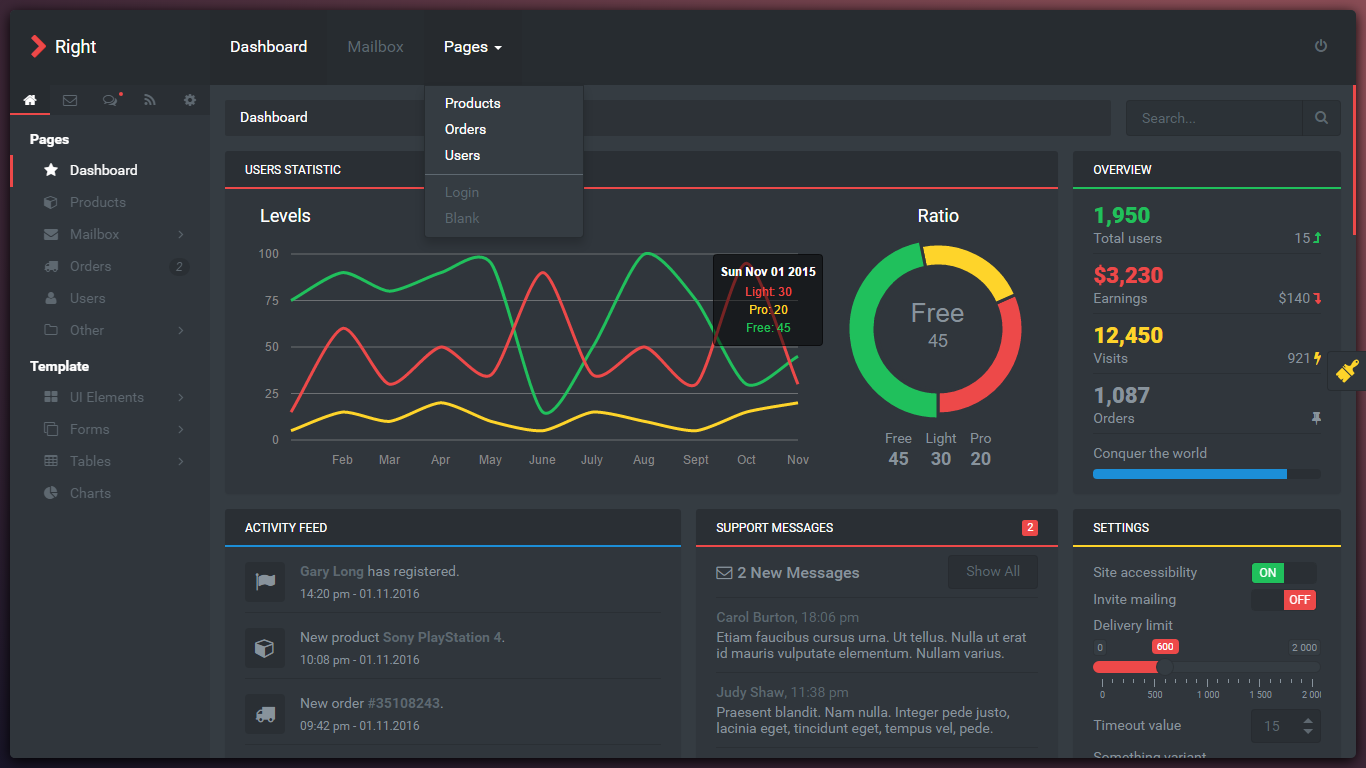 Right
Dashboard
Mailbox
Pages
Products
Orders
Users
Login
Blank
Pages
Dashboard
Products
Mailbox
Orders 2
Users
Other
Template
UI Elements
Forms
Tables
Charts
Dashboard
Search...
USERS STATISTIC
Levels
100
75
50
25
0
Feb Mar Apr May June July Aug Sept Oct Nov
Sun Nov 01 2015
Light: 30
Pro: 20
Free: 45
Ratio
Free
45
Free Light Pro
45 30 20
OVERVIEW
1,950
Total users 15
$3,230
Earnings $140
12,450
Visits 921
1,087
Orders
Conquer the world
ACTIVITY FEED
Gary Long has registered.
14:20 pm - 01.11.2016
New product Sony PlayStation 4.
10:08 pm - 01.11.2016
New order #35108243.
09:42 pm - 01.11.2016
SUPPORT MESSAGES 2
2 New Messages Show All
Carol Burton, 18:06 pm
Etiam faucibus cursus urna. Ut tellus. Nulla ut erat
id mauris vulputate elementum. Nullam varius.
Judy Shaw, 11:38 pm
Praesent blandit. Nam nulla. Integer pede justo,
lacinia eget, tincidunt eget, tempus vel, pede.
SETTINGS
Site accessibility ON
Invite mailing OFF
Delivery limit
0 600 2 000
0 500 1 000 1 500 2 00
Timeout value 15
Something variant